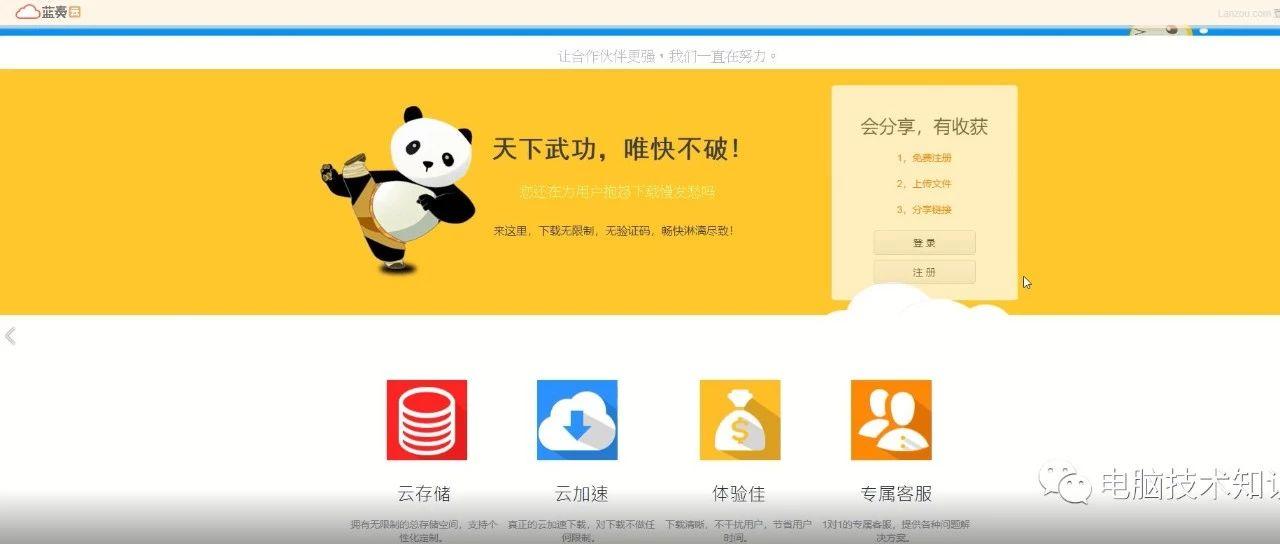 蓝奏云
Lanzou.com 登
让合作伙伴更强，我们一直在努力。
天下武功，唯快不破！
您还在为用户抱怨下载慢发愁吗
来这里，下载无限制，无验证码，畅快淋漓尽致！
会分享，有收获
1，免费注册
2，上传文件
3，分享链接
登 录
注 册
云存储
云加速
体验佳
专属客服
拥有无限制的总存储空间，支持个
性化定制。
真正的云加速下载，对下载不做任
何限制。
下载清晰，不干扰用户，节省用户
时间。
1对1的专属客服，提供各种问题解
决方案。
电脑技术知识